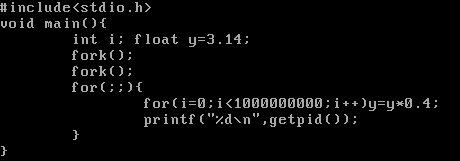 #include<stdio.h>
void main(){
int i; float y=3.14;
fork();
fork();
for(;;){
for(i=0;i<1000000000;i++)y=y*0.4;
printf("%d\n",getpid());
}
}